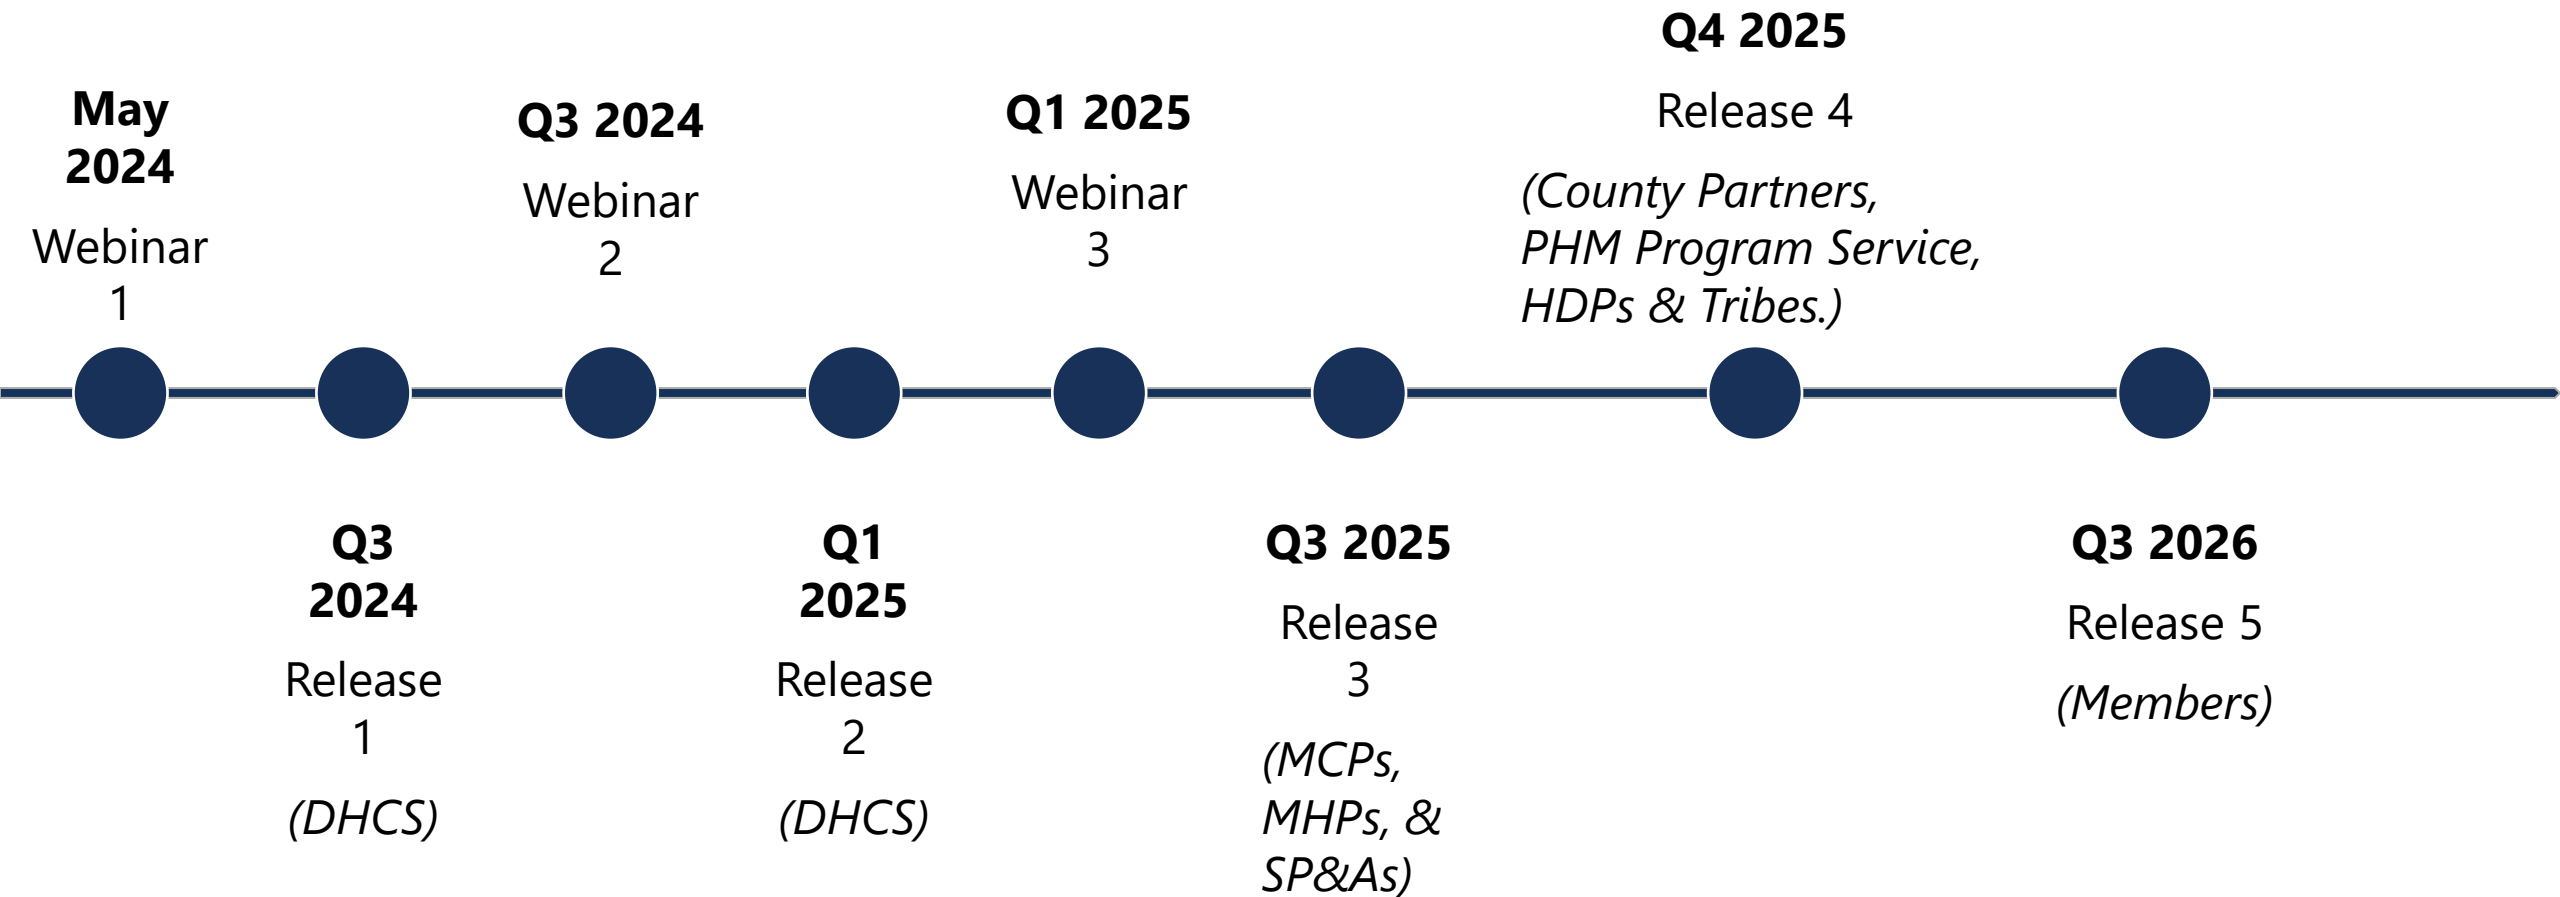 May
2024
Webinar
1
Q3
2024
Release
1
(DHCS)
Q3 2024
Webinar
2
Q1
2025
Release
2
(DHCS)
Q1 2025
Webinar
3
Q3 2025
Release
3
(MCPs,
MHPs, &
SP&As)
Q4 2025
Release 4
(County Partners,
PHM Program Service,
HDPs & Tribes.)
Q3 2026
Release 5
(Members)